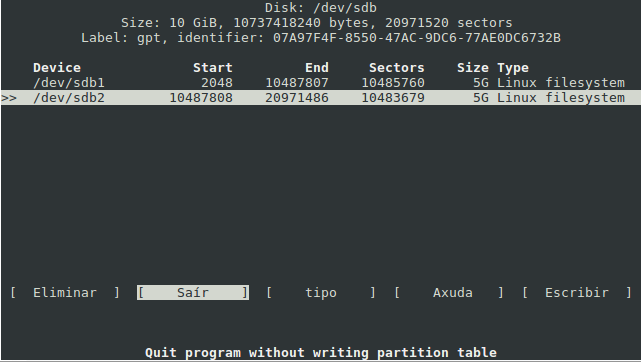 Disk: /dev/sdb
Size: 10 GiB, 10737418240 bytes, 20971520 sectors
Label: gpt, identifier: 07A97F4F-8550-47AC-9DC6-77AE0DC6732B
Device Start End Sectors Size Type
/dev/sdb1 2048 10487807 10485760 5G Linux filesystem
>> /dev/sdb2 10487808 20971486 10483679 5G Linux filesystem
[ Eliminar ] [ Saír ] [ tipo ] [ Axuda ] [ Escribir ]
Quit program without writing partition table